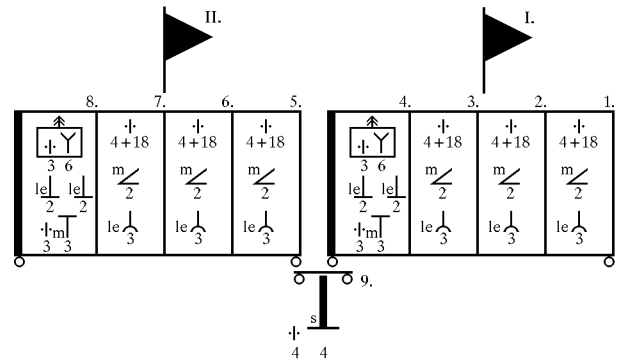 II. I.
8. 7. 6. 5. 4. 3. 2. 1.
4+18 4+18 4+18 4+18 4+18 4+18
3 6 3 6
m m m m m m
2 2 2 2 2 2
le le le le
2 2 2 2
m le le le m le le le
3 3 3 3 3 3 3 3 3 3
9.
s
4 4